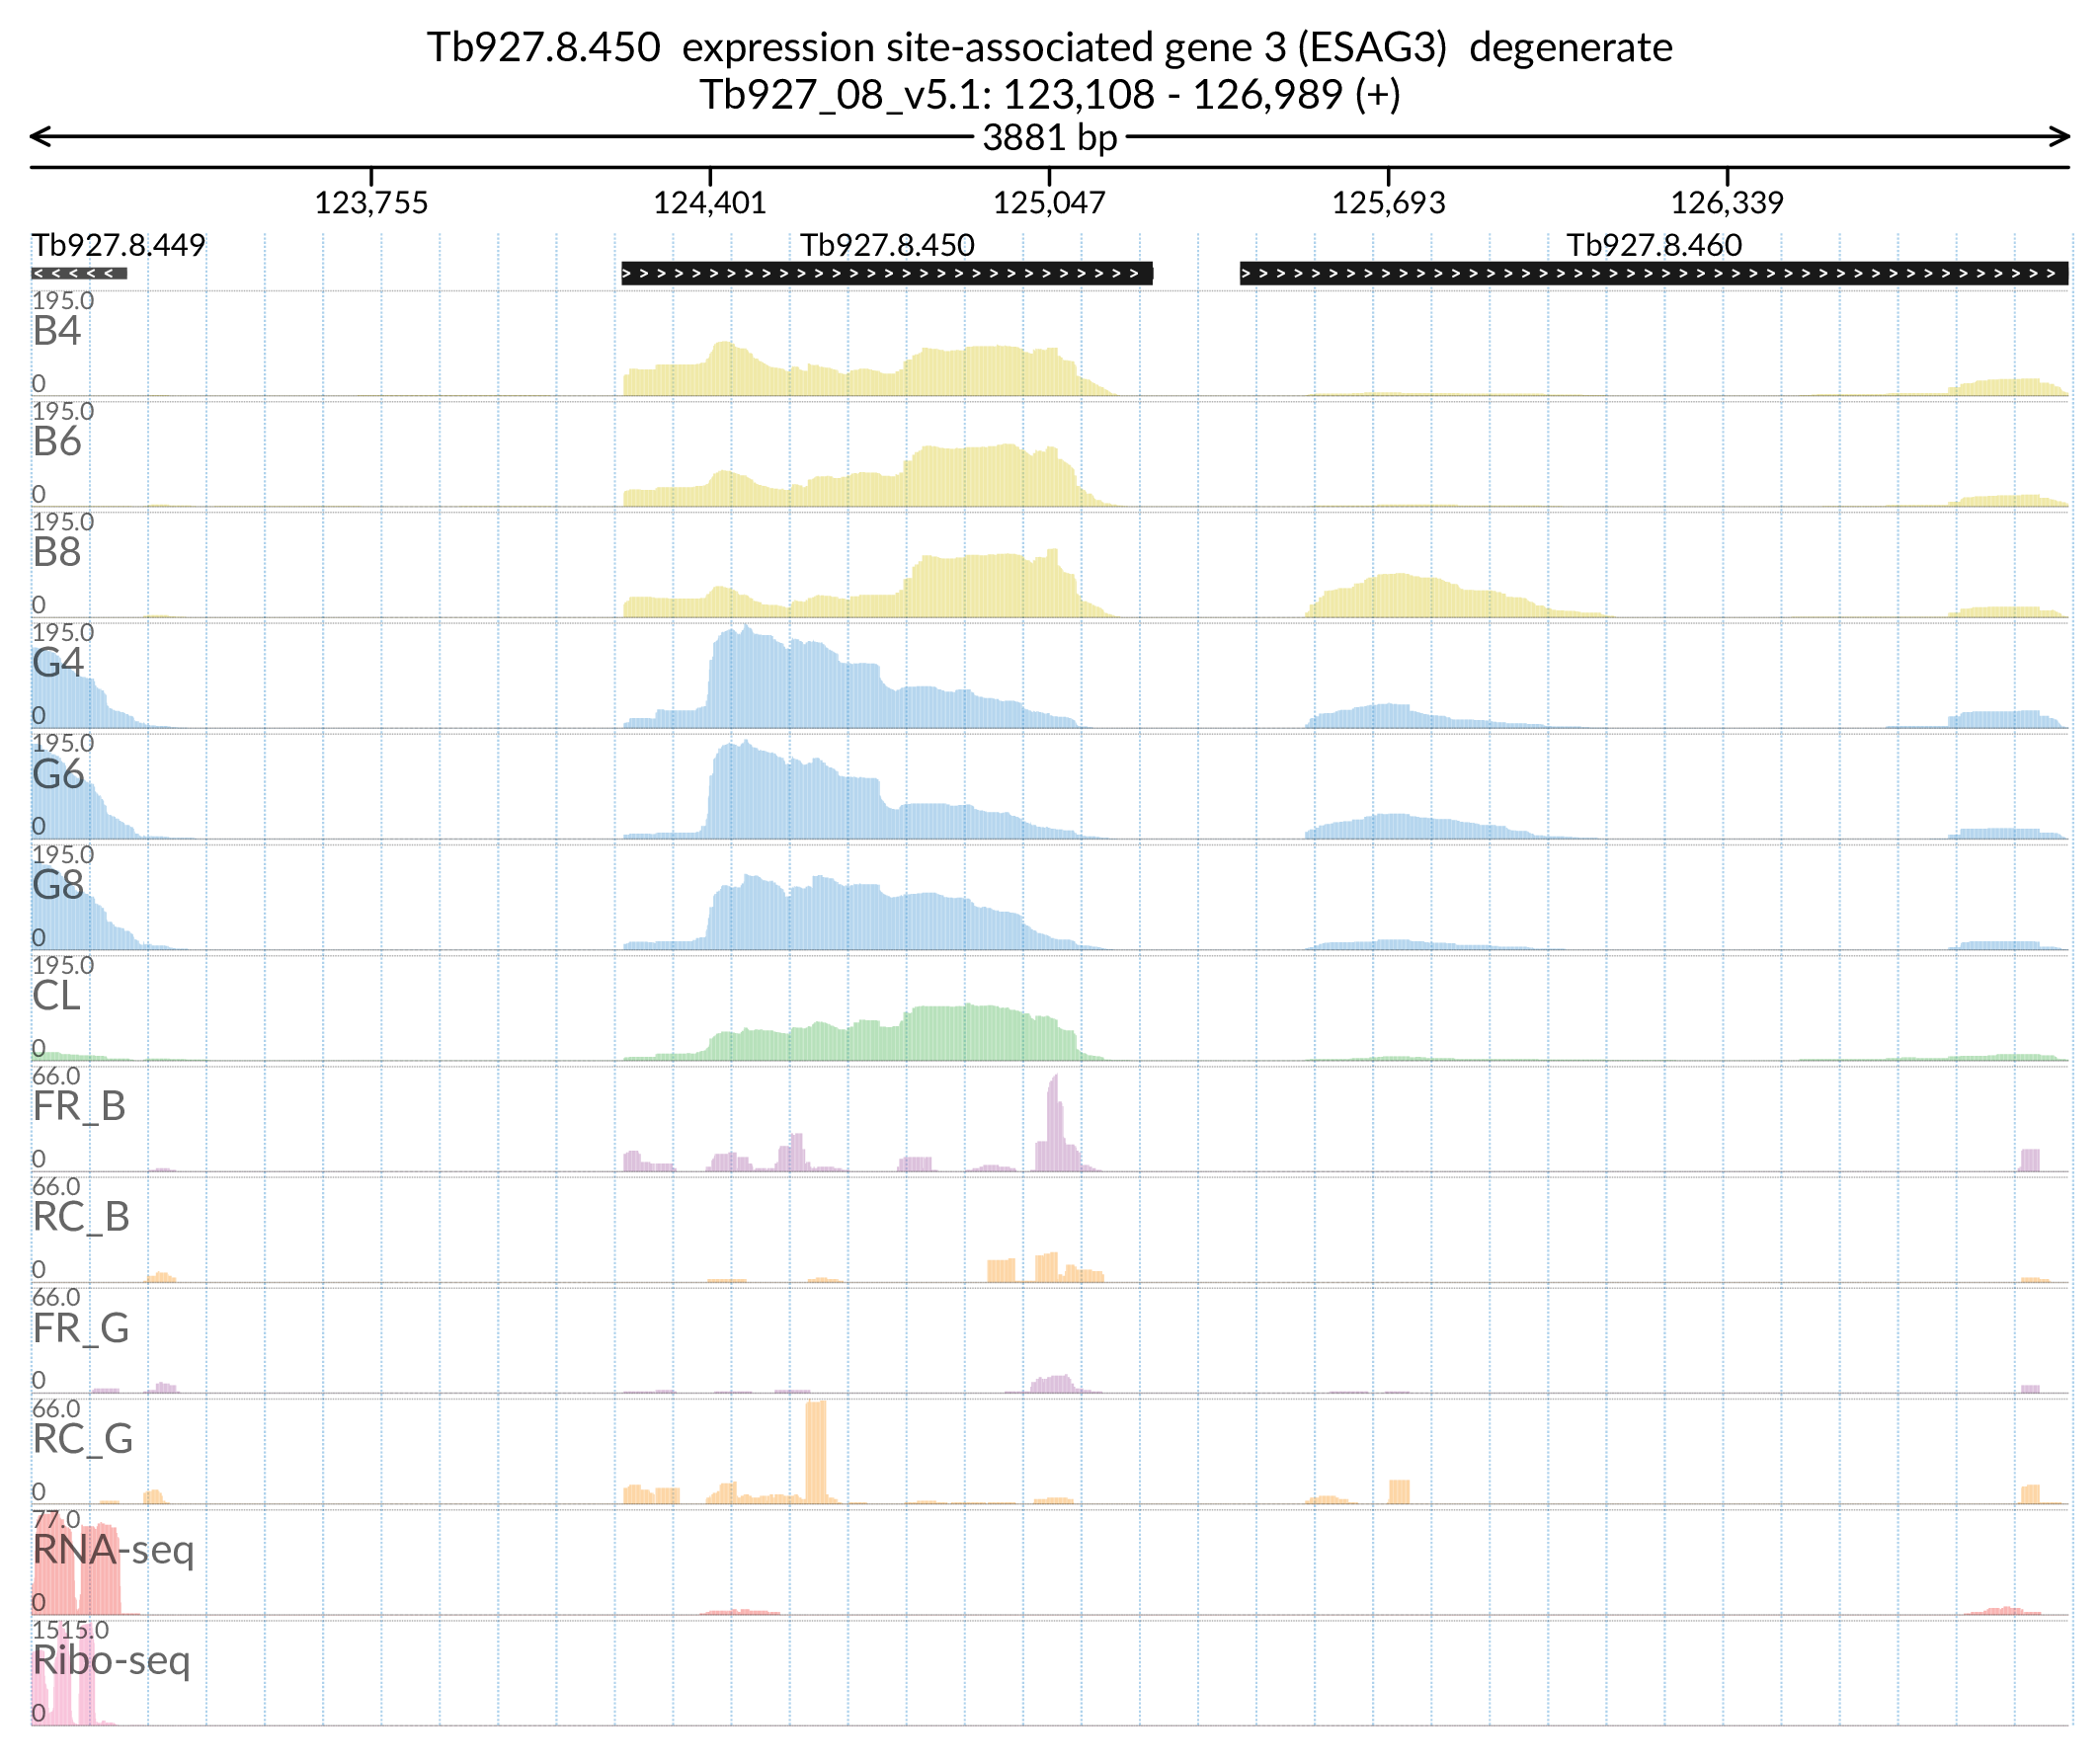 Tb927.8.450  expression site-associated gene 3 (ESAG3)  degenerate
Tb927_08_v5.1: 123,108 - 126,989 (+)
3881 bp
123,755 124,401 125,047 125,693 126,339
Tb927.8.449 Tb927.8.450 Tb927.8.460
195.0
B4
0
195.0
B6
0
195.0
B8
0
195.0
G4
0
195.0
G6
0
195.0
G8
0
195.0
CL
0
66.0
FR_B
0
66.0
RC_B
0
66.0
FR_G
0
66.0
RC_G
0
77.0
RNA-seq
0
1515.0
Ribo-seq
0